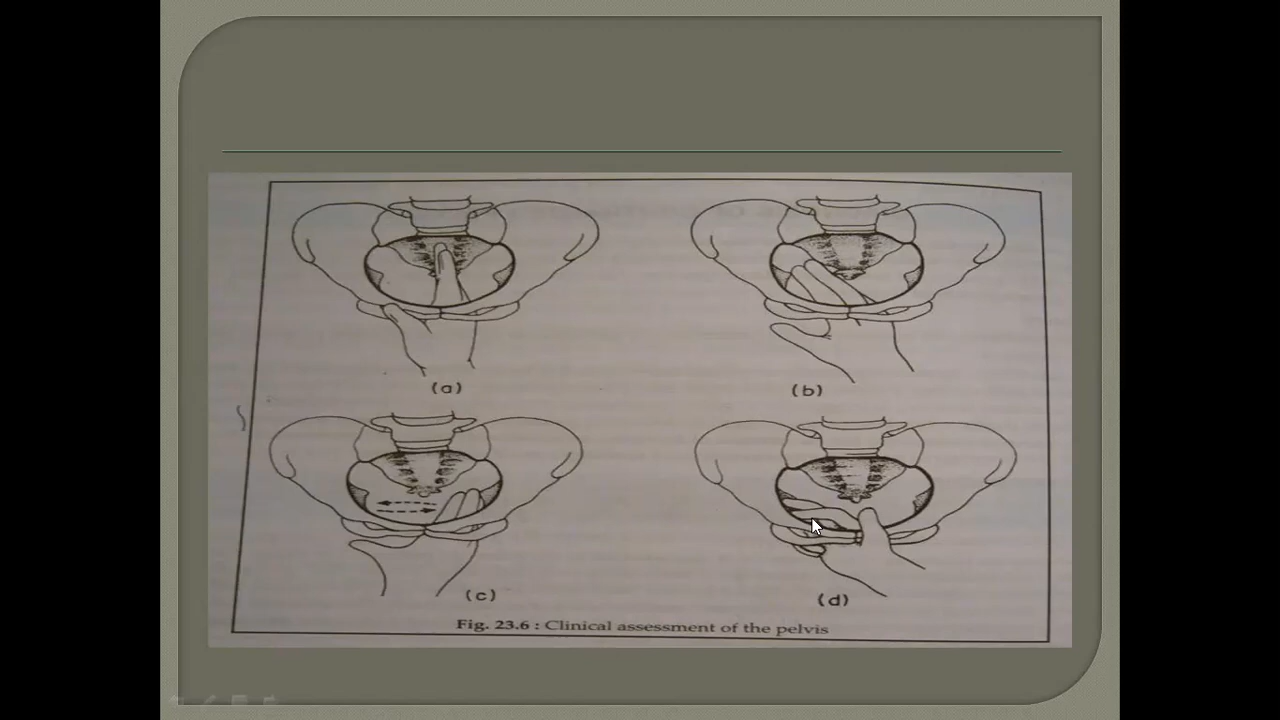 (a)
(b)
(c)
(d)
Fig. 23.6 : Clinical assessment of the pelvis